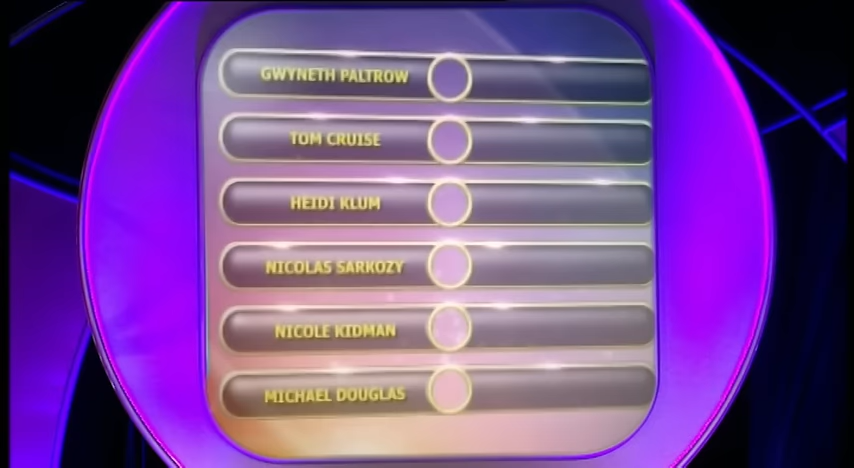 GWYNETH PALTROW
TOM CRUISE
HEIDI KLUM
NICOLAS SARKOZY
NICOLE KIDMAN
MICHAEL DOUGLAS